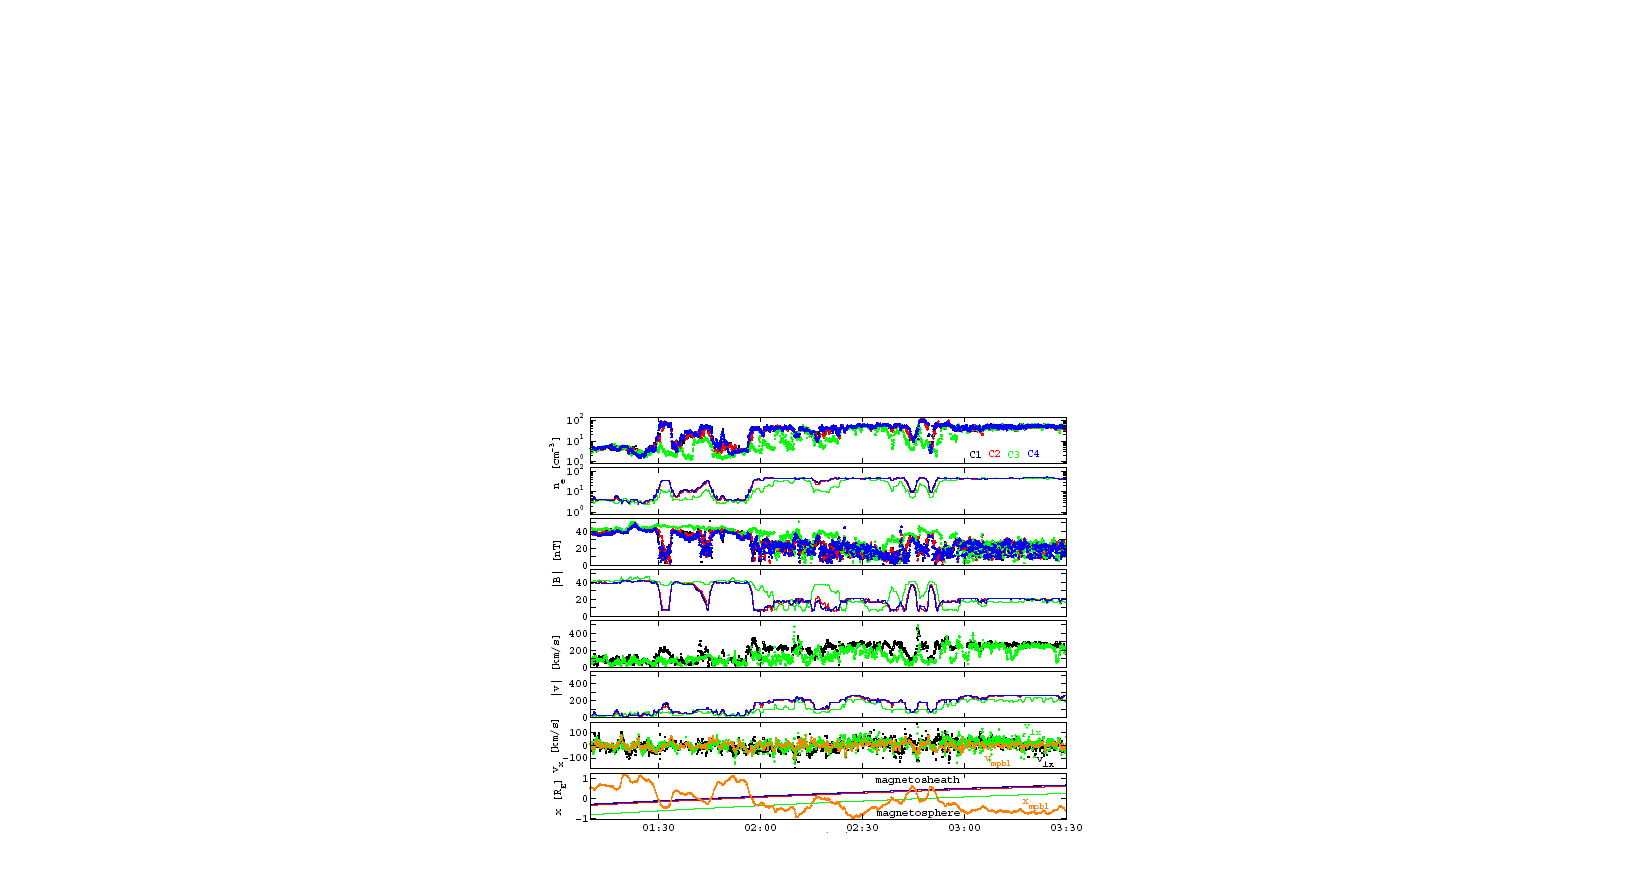 10²
10¹
10⁰
C1 C2 C3 C4
n_e [cm⁻³]
10²
10¹
10⁰
40
20
0
|B| [nT]
40
20
0
400
200
0
|v| [km/s]
400
200
0
100
0
-100
v_x [km/s]
v_mpbl
v_1x
1
0
-1
x [R_E]
magnetosheath
x_mpbl
magnetosphere
01:30 02:00 02:30 03:00 03:30